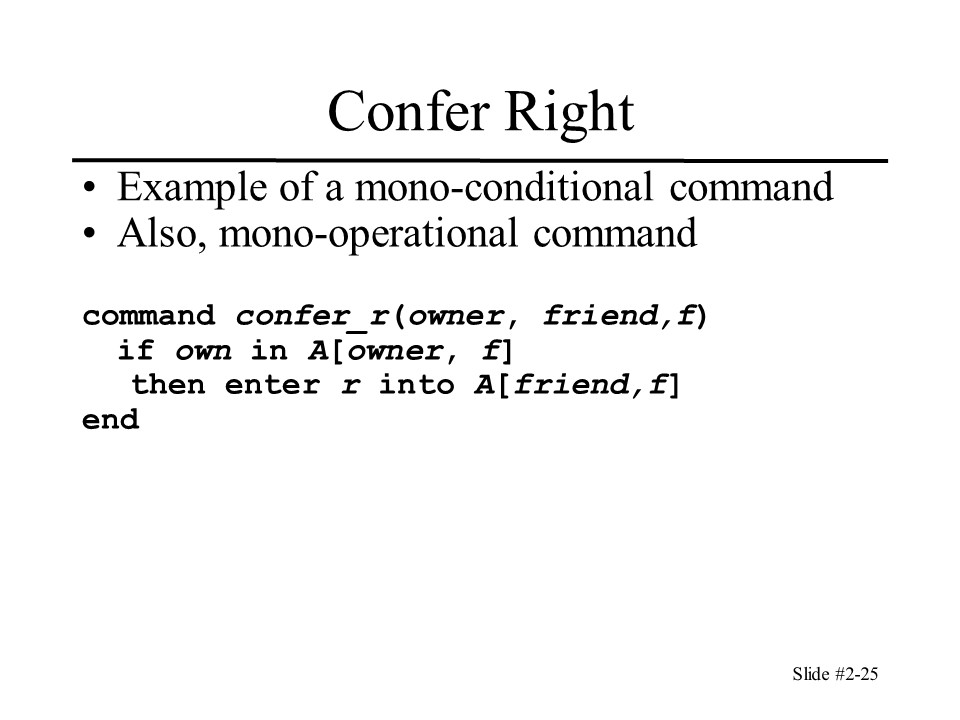 Confer Right
• Example of a mono-conditional command
• Also, mono-operational command
command confer_r(owner, friend,f)
if own in A[owner, f]
then enter r into A[friend,f]
end
Slide #2-25